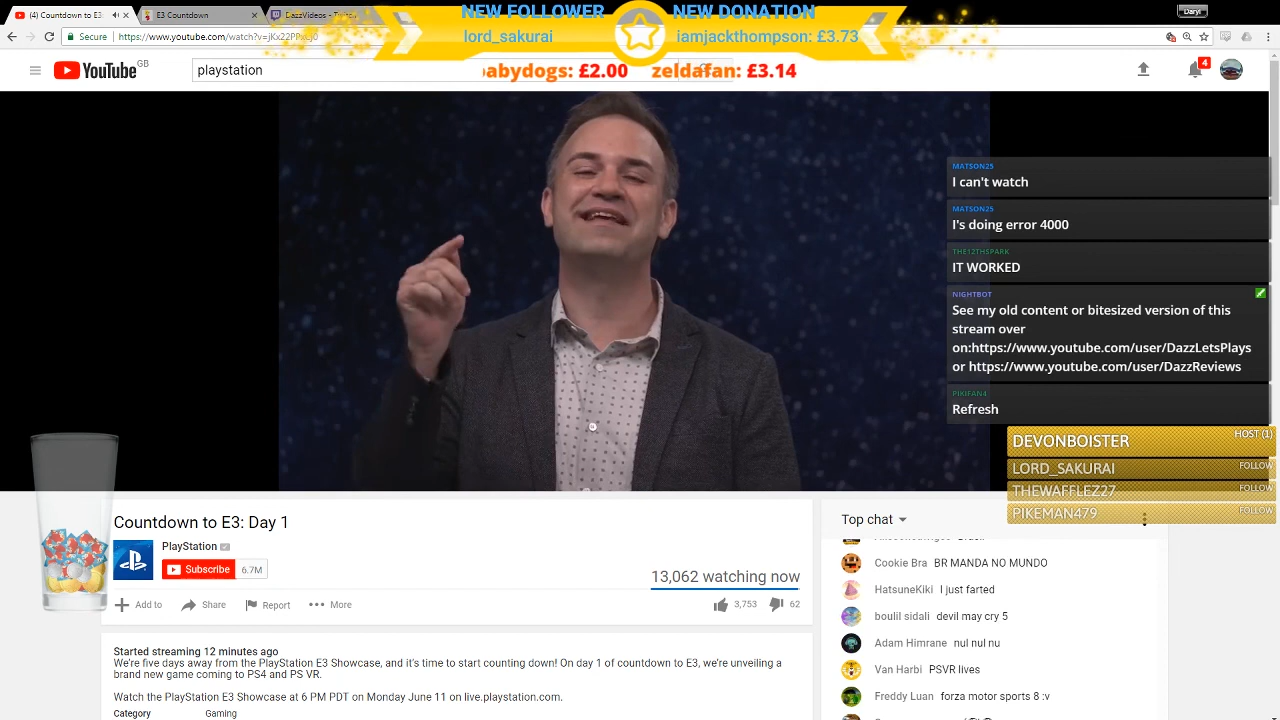 (4) Countdown to E3:
E3 Countdown
DazzVideos - Twitch
Daryl
NEW FOLLOWER
NEW DONATION
Secure
https://www.youtube.com/watch?v=jKx22PPxcj0
lord_sakurai
iamjackthompson: £3.73
YouTube GB
playstation
abydogs: £2.00 zeldafan: £3.14
4
MATSON25
I can't watch
MATSON25
I's doing error 4000
THE12THSPARK
IT WORKED
NIGHTBOT
See my old content or bitesized version of this
stream over
on:https://www.youtube.com/user/DazzLetsPlays
or https://www.youtube.com/user/DazzReviews
PIKIFAN4
Refresh
DEVONBOISTER HOST (1)
LORD_SAKURAI FOLLOW
THEWAFFLEZ27 FOLLOW
PIKEMAN479 FOLLOW
Countdown to E3: Day 1
PlayStation
Subscribe 6.7M
13,062 watching now
Add to Share Report More
3,753 62
Started streaming 12 minutes ago
We're five days away from the PlayStation E3 Showcase, and it's time to start counting down! On day 1 of countdown to E3, we're unveiling a
brand new game coming to PS4 and PS VR.
Watch the PlayStation E3 Showcase at 6 PM PDT on Monday June 11 on live.playstation.com.
Category Gaming
Top chat
Cookie Bra BR MANDA NO MUNDO
HatsuneKiki I just farted
boulil sidali devil may cry 5
Adam Himrane nul nul nu
Van Harbi PSVR lives
Freddy Luan forza motor sports 8 :v